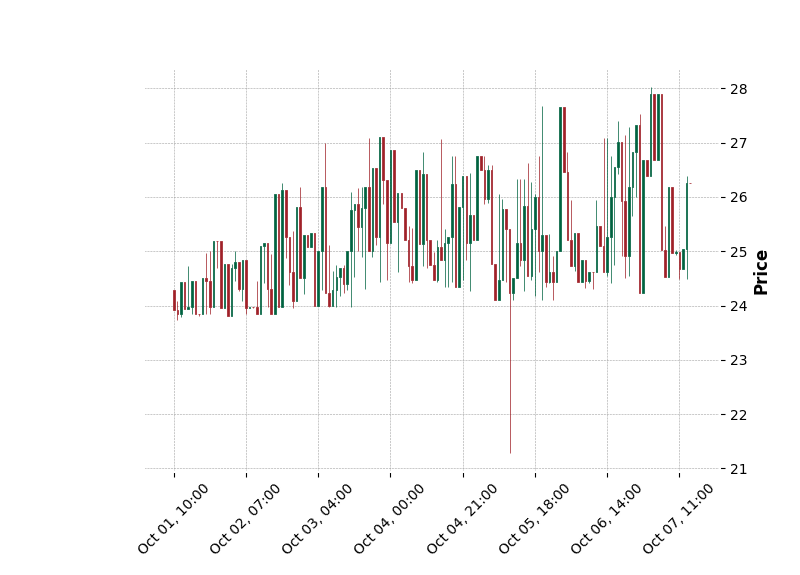 28
27
26
25
24
23
22
21
Price
Oct 01, 10:00
Oct 02, 07:00
Oct 03, 04:00
Oct 04, 00:00
Oct 04, 21:00
Oct 05, 18:00
Oct 06, 14:00
Oct 07, 11:00